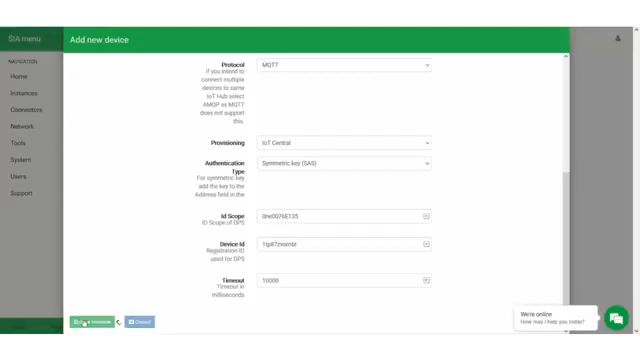 SIA menu
Add new device
NAVIGATION
Home
Instances
Connectors
Network
Tools
System
Users
Support
Protocol
MQTT
If you intend to
connect multiple
devices to same
IoT Hub select
AMQP as MQTT
does not support
this.
Provisioning
IoT Central
Authentication
Type
Symmetric key (SAS)
For symmetric key
add the key to the
Address field in the
Id Scope
0ne0076E135
ID Scope of DPS
Device Id
Registration ID
used for DPS
Timeout
10000
Timeout in
milliseconds
Cancel
We're online
How may I help you today?